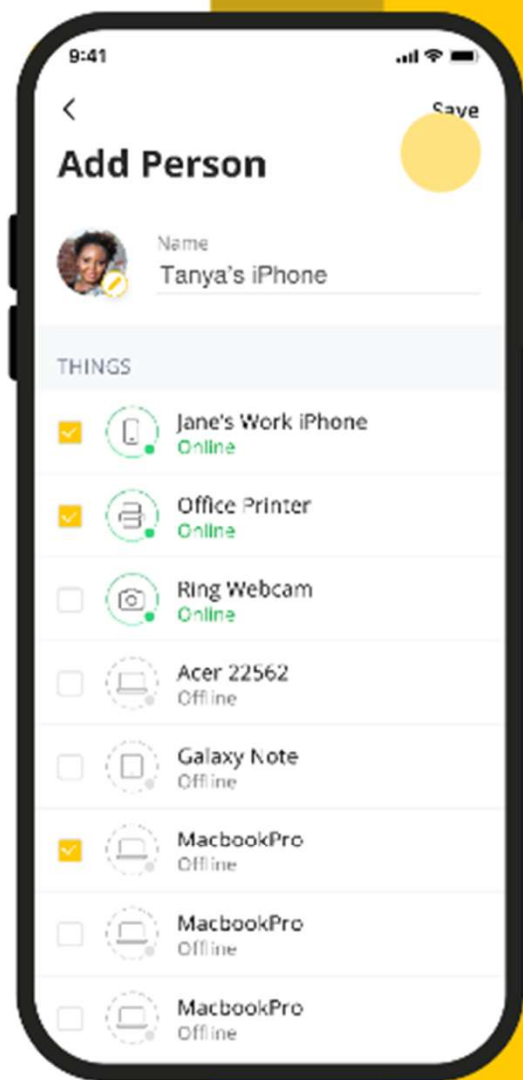 9:41
Save
Add Person
Name
Tanya's iPhone
THINGS
Jane's Work iPhone
Online
Office Printer
Online
Ring Webcam
Online
Acer 22562
Offline
Galaxy Note
Offline
MacbookPro
Offline
MacbookPro
Offline
MacbookPro
Offline